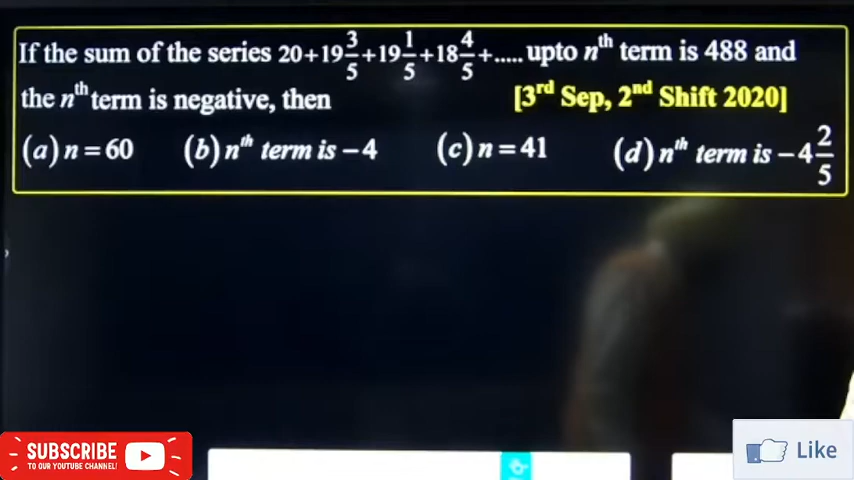 If the sum of the series 20+19 3/5+19 1/5+18 4/5+..... upto nth term is 488 and
the nth term is negative, then [3rd Sep, 2nd Shift 2020]
(a) n = 60 (b) nth term is −4 (c) n = 41 (d) nth term is −4 2/5
SUBSCRIBE
TO OUR YOUTUBE CHANNEL!
Like